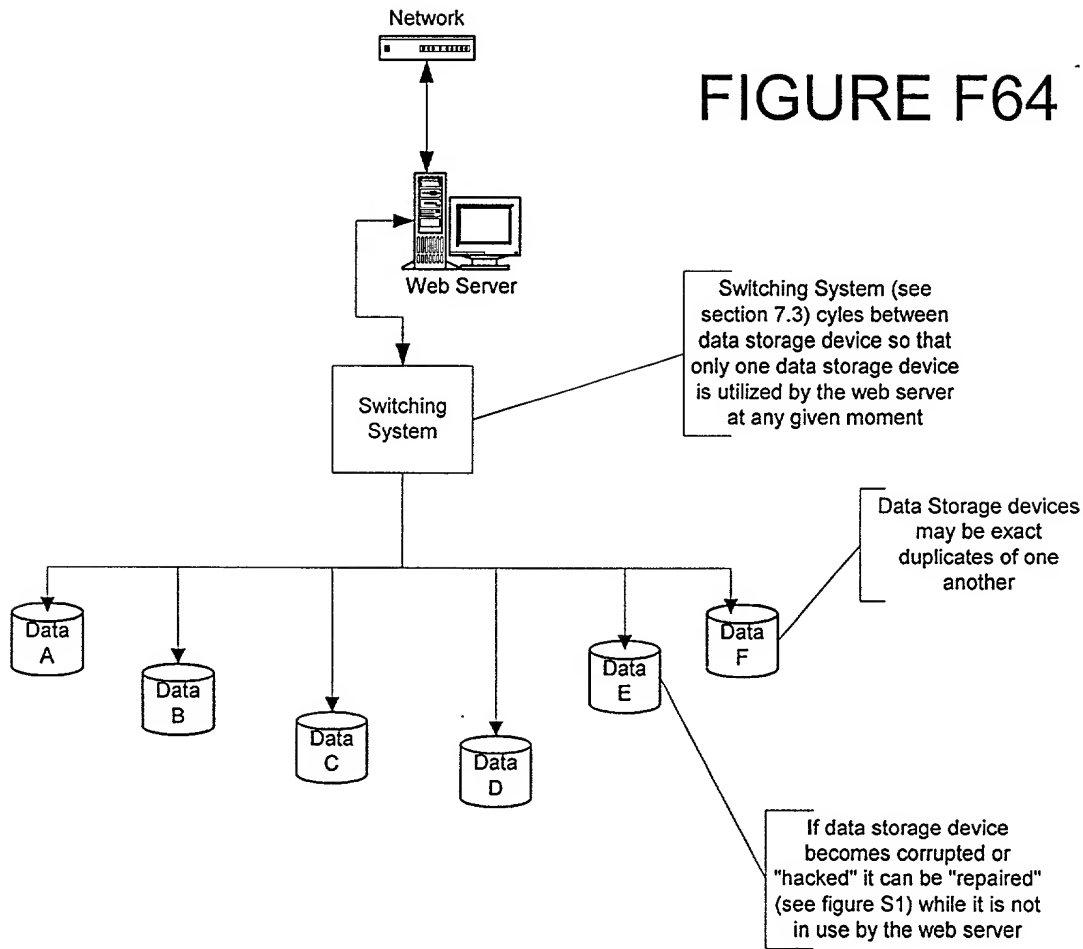 Network
FIGURE F64
Web Server
Switching System (see
section 7.3) cyles between
data storage device so that
only one data storage device
is utilized by the web server
at any given moment
Switching
System
Data Storage devices
may be exact
duplicates of one
another
Data
A
Data
B
Data
C
Data
D
Data
E
Data
F
If data storage device
becomes corrupted or
"hacked" it can be "repaired"
(see figure S1) while it is not
in use by the web server